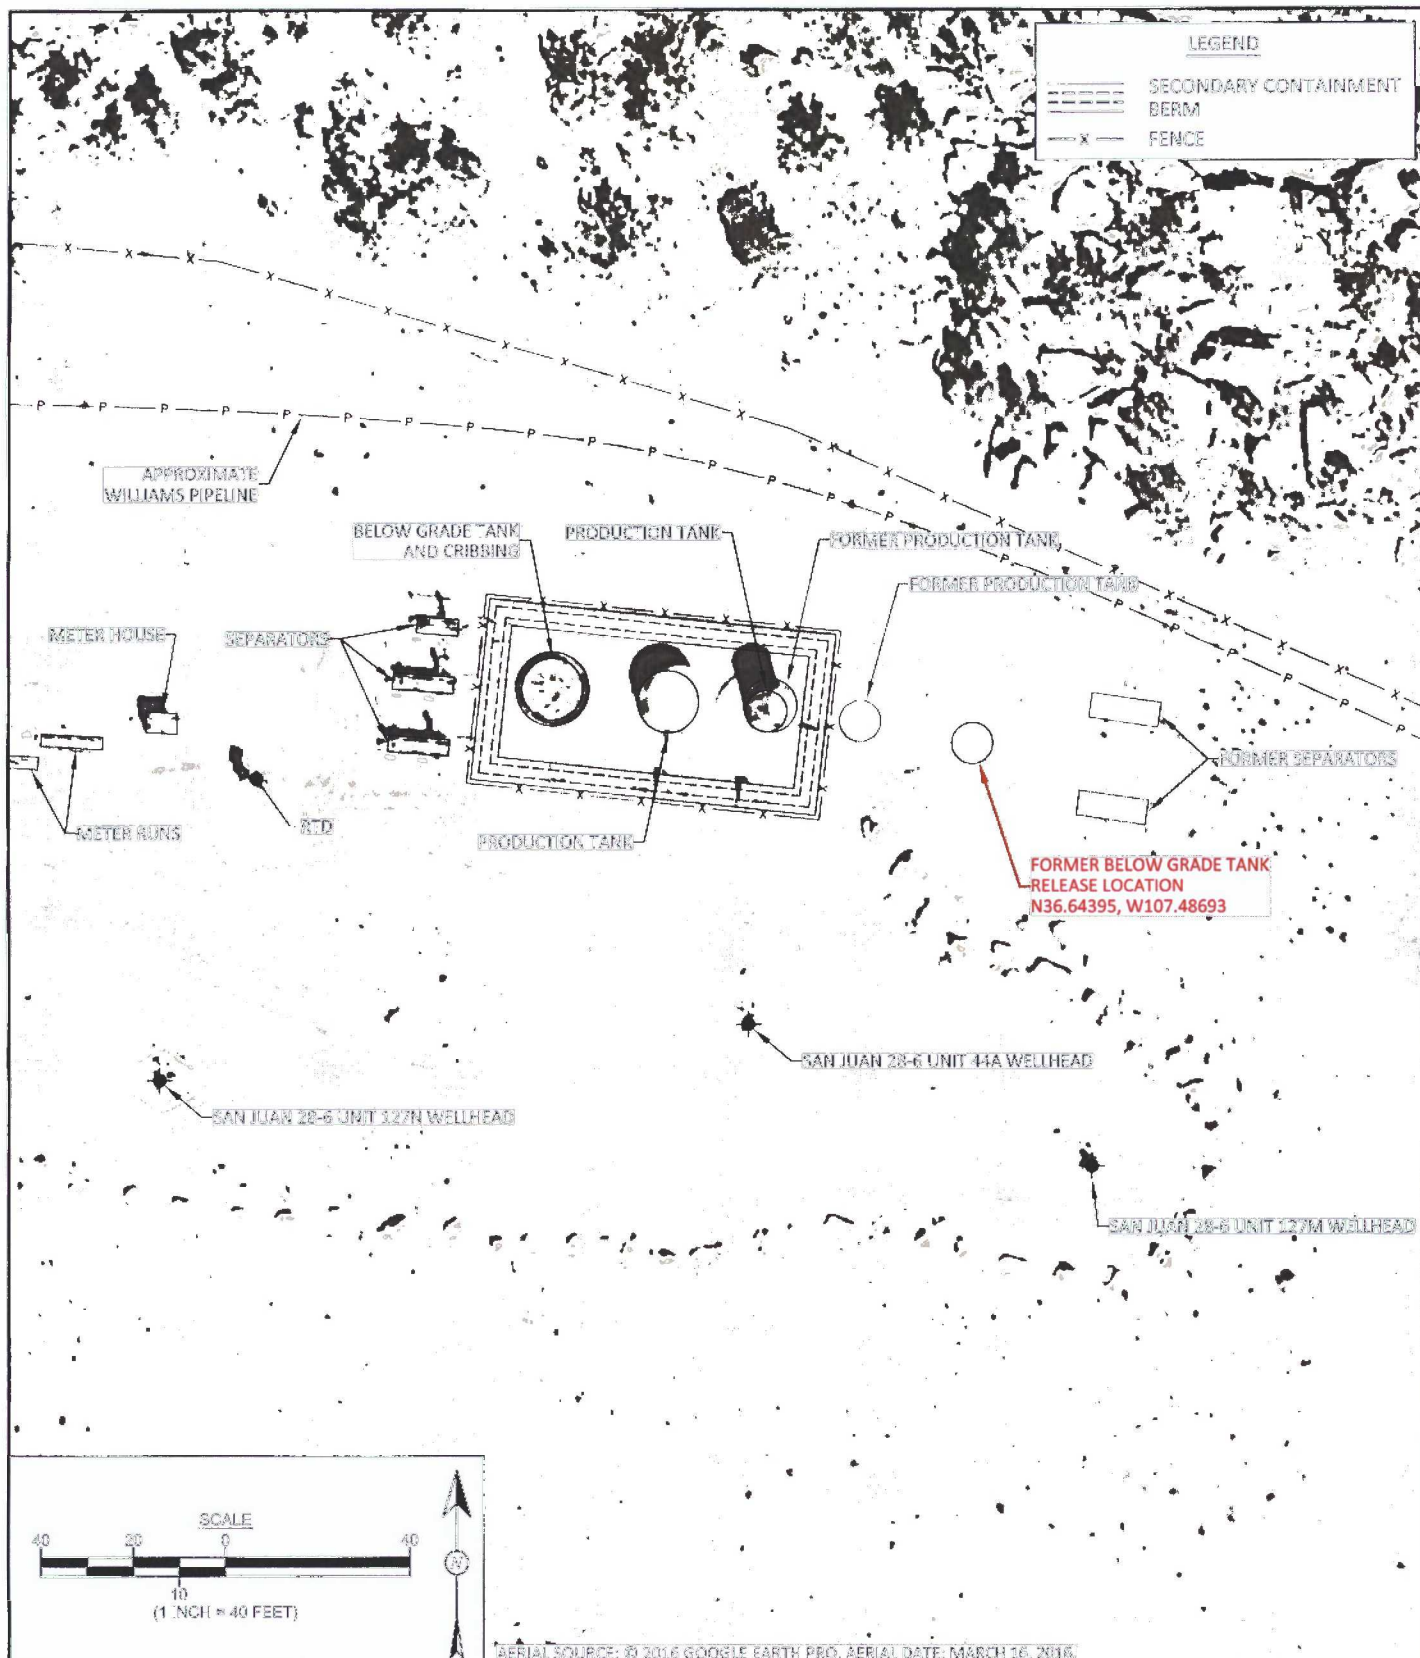 LEGEND
SECONDARY CONTAINMENT
BERM
FENCE
APPROXIMATE
WILLIAMS PIPELINE
BELOW GRADE TANK
AND CRIBBING
PRODUCTION TANK
FORMER PRODUCTION TANK
FORMER PRODUCTION TANK
METER HOUSE
SEPARATORS
FORMER SEPARATORS
METER RUNS
RTD
PRODUCTION TANK
FORMER BELOW GRADE TANK
RELEASE LOCATION
N36.64395, W107.48693
SAN JUAN 28-6 UNIT 44A WELLHEAD
SAN JUAN 28-6 UNIT 127N WELLHEAD
SAN JUAN 28-6 UNIT 127M WELLHEAD
SCALE
40 20 0 40
10
(1 INCH = 40 FEET)
N
AERIAL SOURCE: © 2016 GOOGLE EARTH PRO, AERIAL DATE: MARCH 16, 2016.